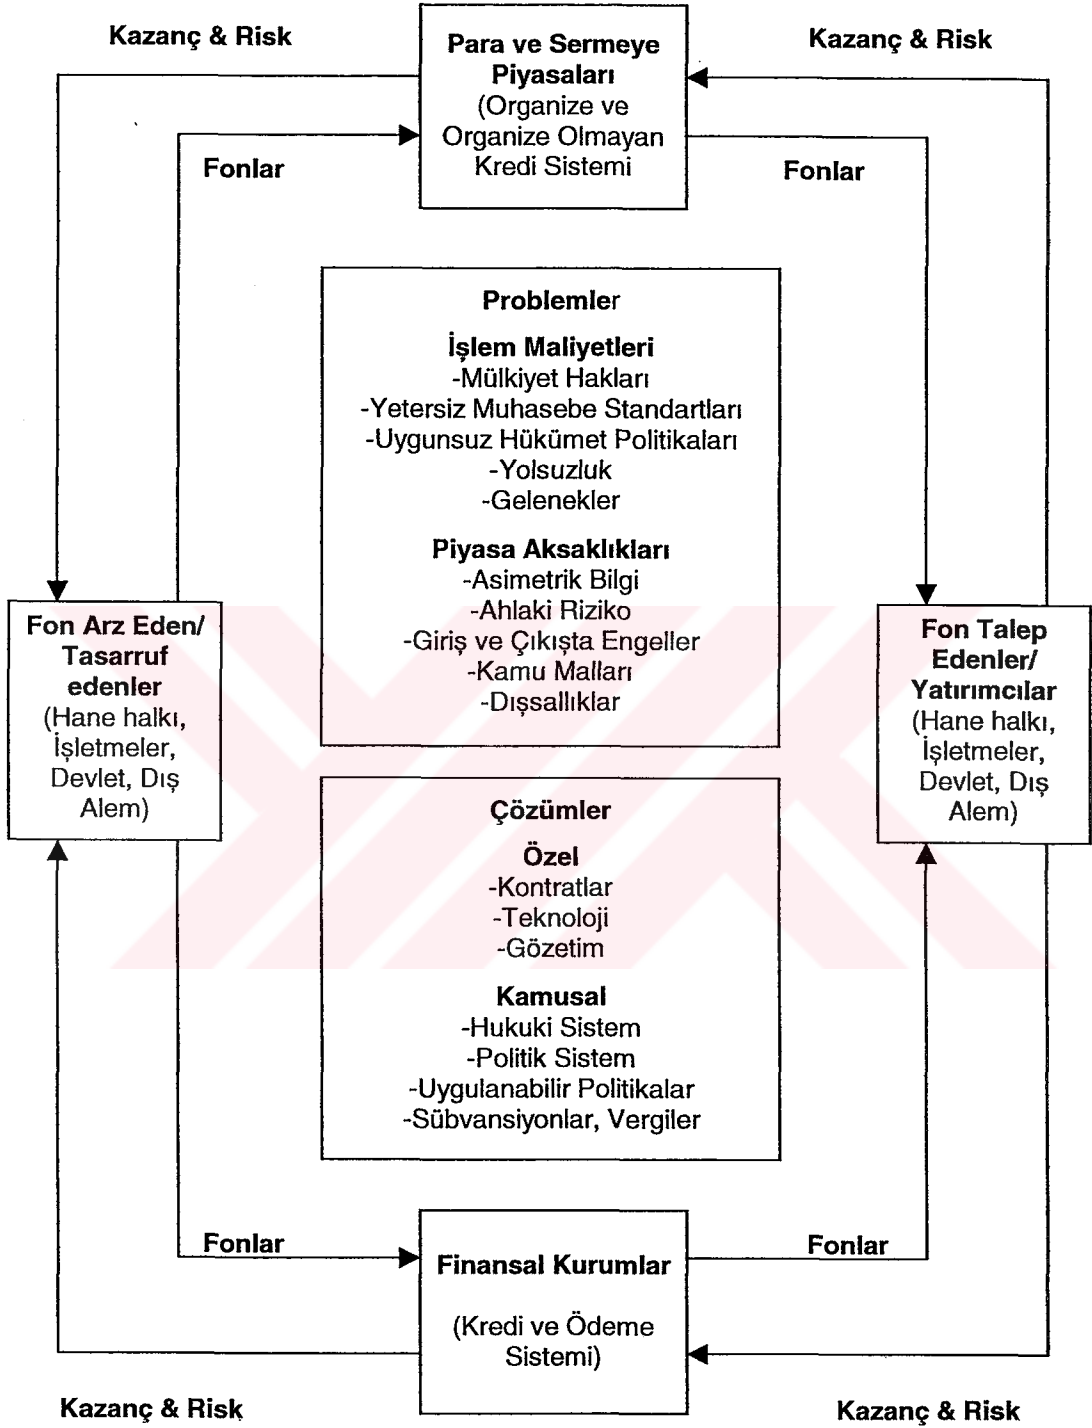 Kazanç & Risk
Para ve Sermeye
Piyasaları
(Organize ve
Organize Olmayan
Kredi Sistemi
Kazanç & Risk
Fonlar
Fonlar
Problemler
İşlem Maliyetleri
-Mülkiyet Hakları
-Yetersiz Muhasebe Standartları
-Uygunsuz Hükümet Politikaları
-Yolsuzluk
-Gelenekler
Piyasa Aksaklıkları
-Asimetrik Bilgi
-Ahlaki Riziko
-Giriş ve Çıkışta Engeller
-Kamu Malları
-Dışsallıklar
Fon Arz Eden/
Tasarruf
edenler
(Hane halkı,
İşletmeler,
Devlet, Dış
Alem)
Fon Talep
Edenler/
Yatırımcılar
(Hane halkı,
İşletmeler,
Devlet, Dış
Alem)
Çözümler
Özel
-Kontratlar
-Teknoloji
-Gözetim
Kamusal
-Hukuki Sistem
-Politik Sistem
-Uygulanabilir Politikalar
-Sübvansiyonlar, Vergiler
Fonlar
Fonlar
Finansal Kurumlar
(Kredi ve Ödeme
Sistemi)
Kazanç & Risk
Kazanç & Risk